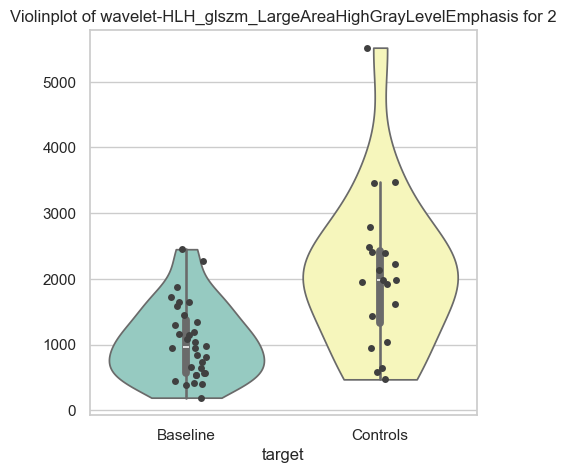 Violinplot of wavelet-HLH_glszm_LargeAreaHighGrayLevelEmphasis for 2
5000
4000
3000
2000
1000
0
Baseline
Controls
target